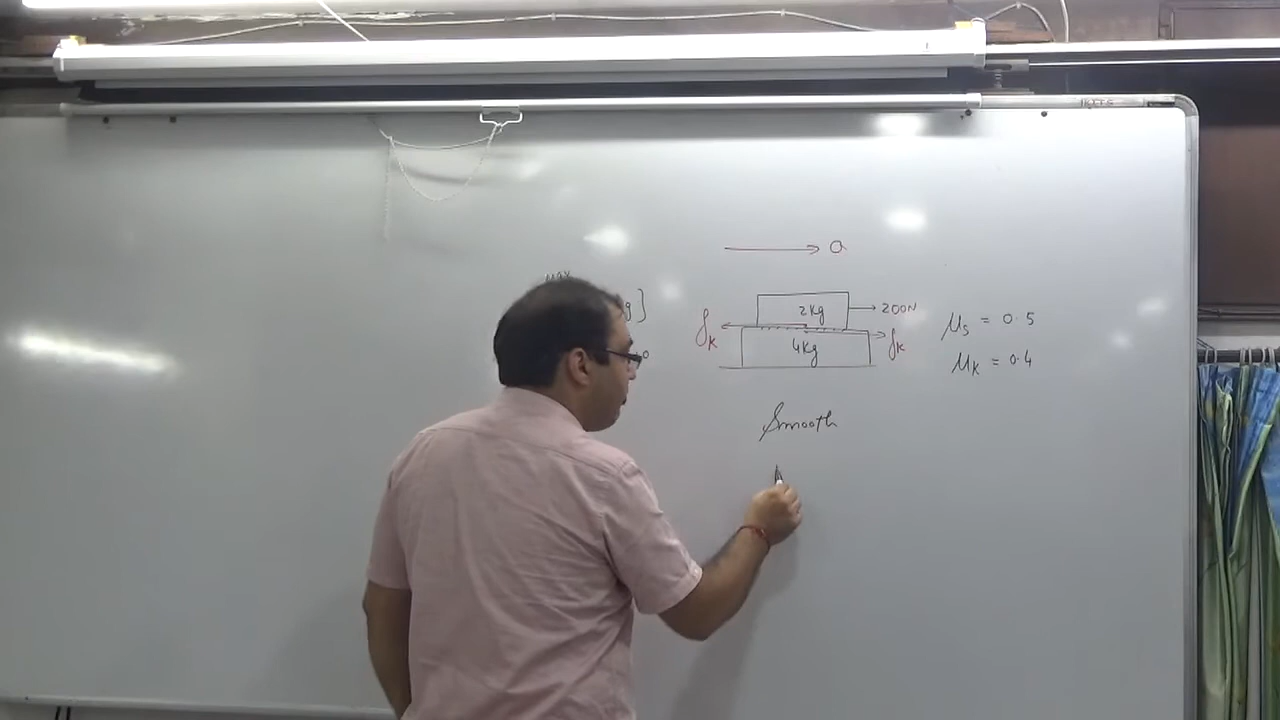 a
2Kg
200N
fK
4Kg
fK
μs = 0.5
μK = 0.4
Smooth